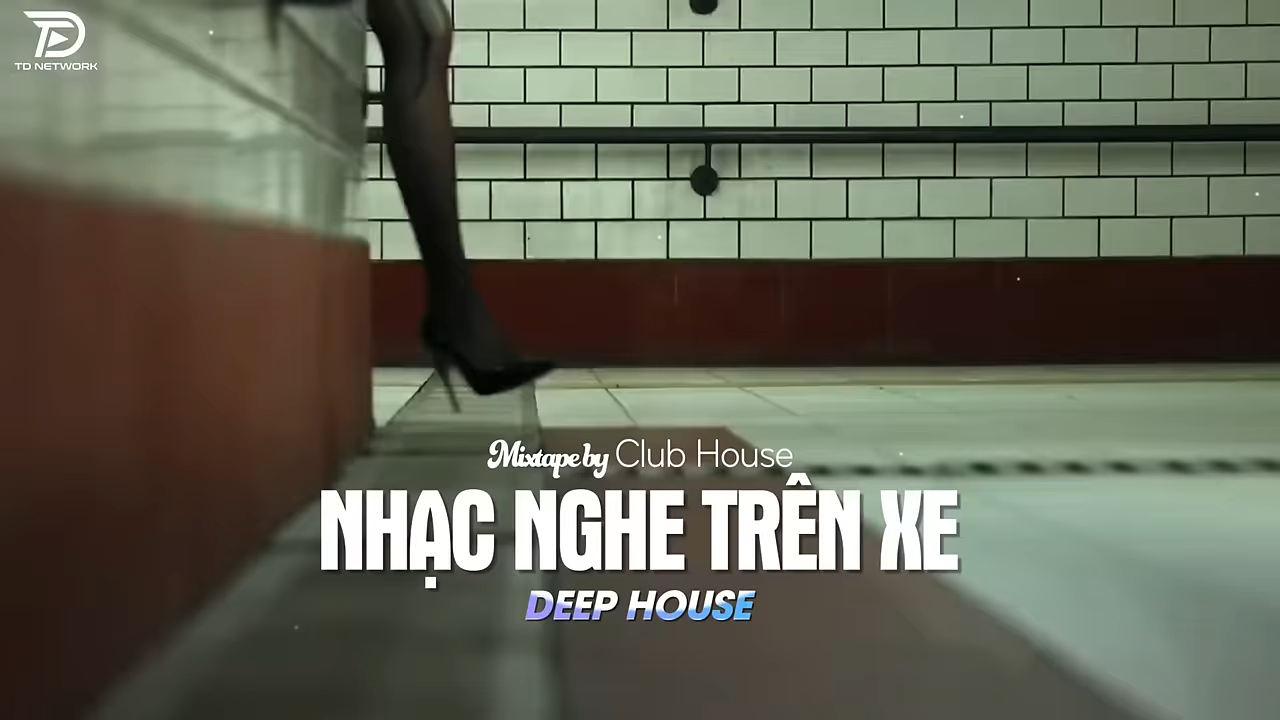 TD NETWORK
Mixtape by Club House
NHẠC NGHE TRÊN XE
DEEP HOUSE